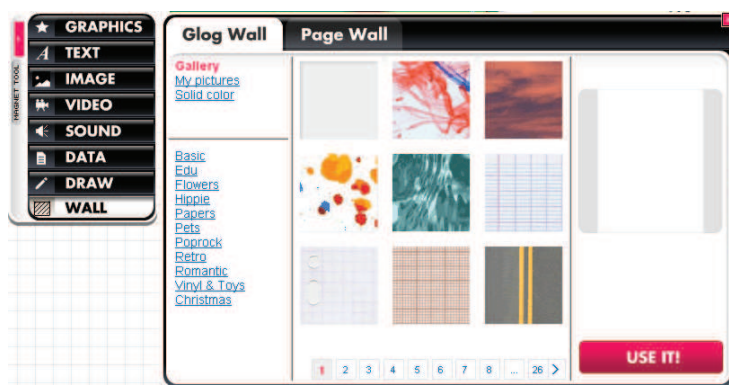 MAGNET TOOL
GRAPHICS
TEXT
IMAGE
VIDEO
SOUND
DATA
DRAW
WALL
Glog Wall
Page Wall
Gallery
My pictures
Solid color
Basic
Edu
Flowers
Hippie
Papers
Pets
Poprock
Retro
Romantic
Vinyl & Toys
Christmas
1 2 3 4 5 6 7 8 ... 26 >
USE IT!